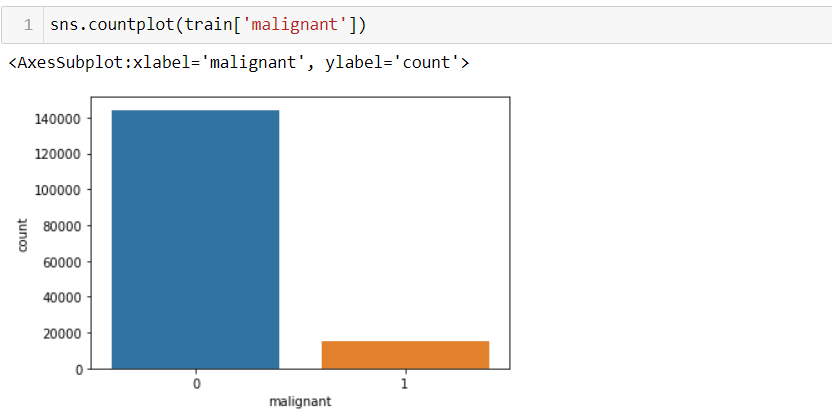 1 sns.countplot(train['malignant'])
<AxesSubplot:xlabel='malignant', ylabel='count'>
140000
120000
100000
80000
60000
40000
20000
0
count
0 1
malignant